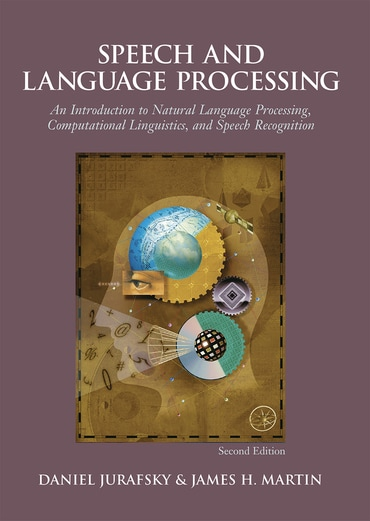 SPEECH AND
LANGUAGE PROCESSING
An Introduction to Natural Language Processing,
Computational Linguistics, and Speech Recognition
Second Edition
DANIEL JURAFSKY & JAMES H. MARTIN